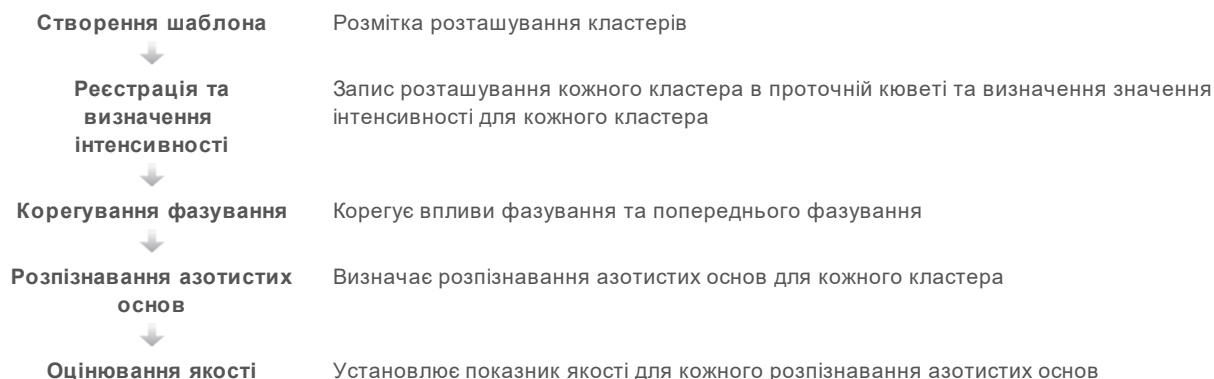 Створення шаблона Розмітка розташування кластерів
Реєстрація та Запис розташування кожного кластера в проточній кюветі та визначення значення
визначення інтенсивності для кожного кластера
інтенсивності
Корегування фазування Корегує впливи фазування та попереднього фазування
Розпізнавання азотистих Визначає розпізнавання азотистих основ для кожного кластера
основ
Оцінювання якості Установлює показник якості для кожного розпізнавання азотистих основ